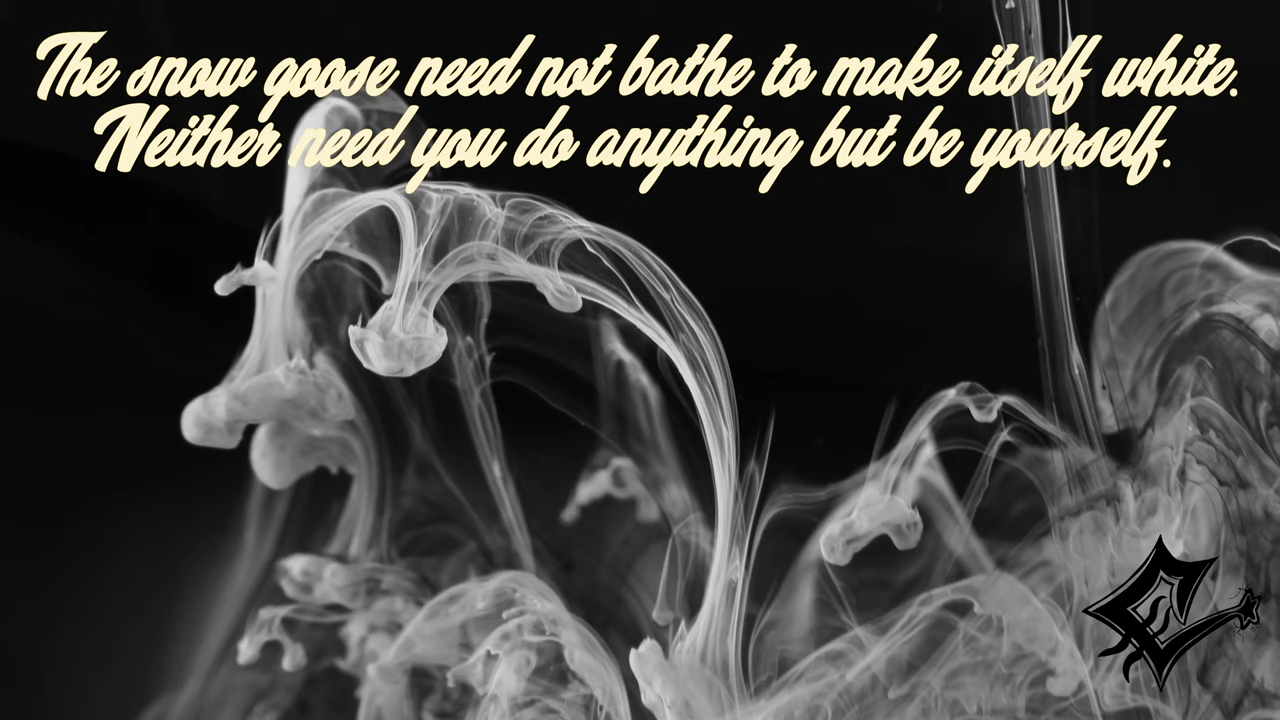 The snow goose need not bathe to make itself white.
Neither need you do anything but be yourself.